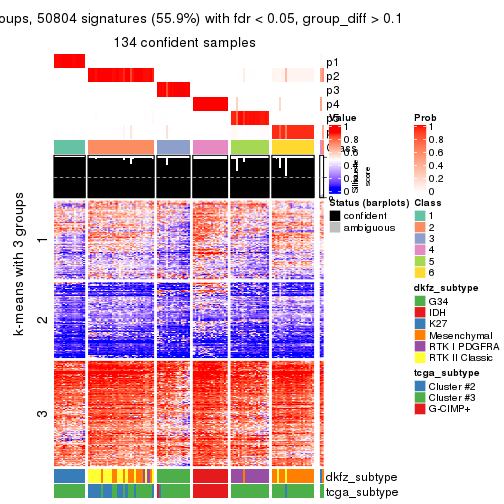 oups, 50804 signatures (55.9%) with fdr < 0.05, group_diff > 0.1
134 confident samples
p1
p2
p3
p4
Value
1
0.8
0.6
0.4
0.2
0
Prob
1
0.8
0.6
0.4
0.2
0
score
Status (barplots)
confident
ambiguous
Class
1
2
3
4
5
6
k-means with 3 groups
1
2
3
dkfz_subtype
G34
IDH
K27
Mesenchymal
RTK I PDGFRA
RTK II Classic
tcga_subtype
Cluster #2
Cluster #3
G-CIMP+
dkfz_subtype
tcga_subtype